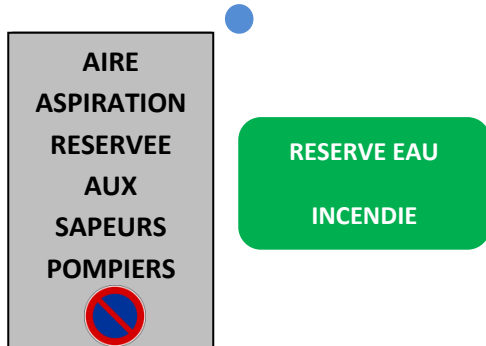 AIRE
ASPIRATION
RESERVEE
AUX
SAPEURS
POMPIERS
RESERVE EAU
INCENDIE